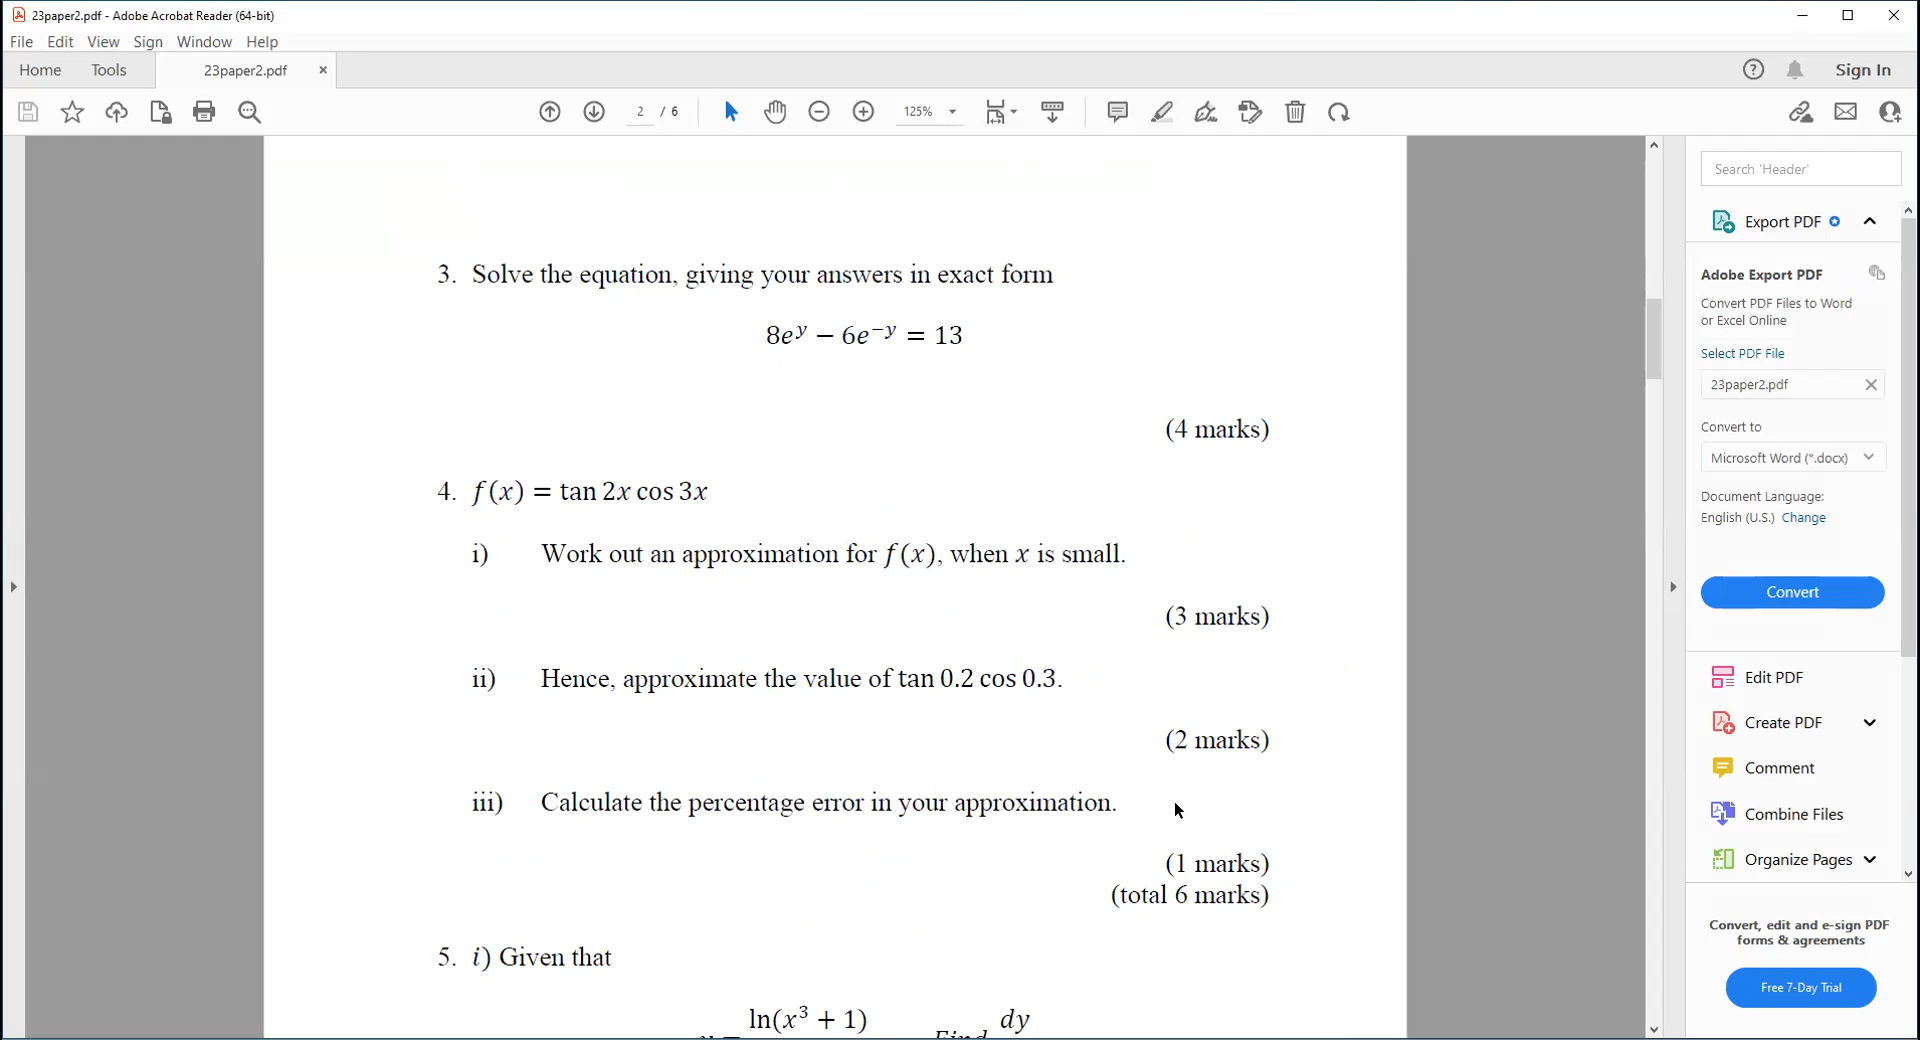 23paper2.pdf - Adobe Acrobat Reader (64-bit)
File Edit View Sign Window Help
Home Tools 23paper2.pdf × Sign In
2 / 6 125%
Search 'Header'
Export PDF
Adobe Export PDF
Convert PDF Files to Word
or Excel Online
Select PDF File
23paper2.pdf
Convert to
Microsoft Word (*.docx)
Document Language:
English (U.S.) Change
Convert
Edit PDF
Create PDF
Comment
Combine Files
Organize Pages
Convert, edit and e-sign PDF
forms & agreements
Free 7-Day Trial
3. Solve the equation, giving your answers in exact form
8e^y − 6e^{−y} = 13
(4 marks)
4. f(x) = tan 2x cos 3x
i) Work out an approximation for f(x), when x is small.
(3 marks)
ii) Hence, approximate the value of tan 0.2 cos 0.3.
(2 marks)
iii) Calculate the percentage error in your approximation.
(1 marks)
(total 6 marks)
5. i) Given that
ln(x³ + 1) dy